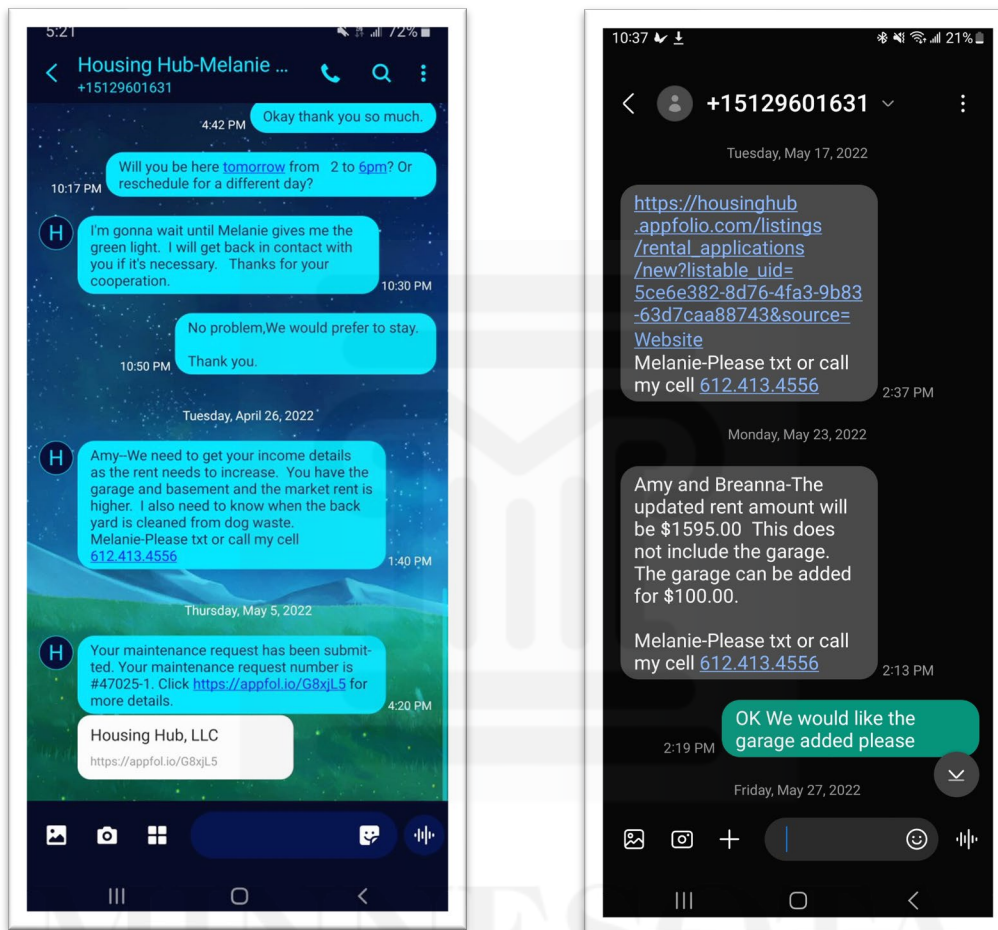 5:21
72%
Housing Hub-Melanie ...
+15129601631
Okay thank you so much.
4:42 PM
Will you be here tomorrow from 2 to 6pm? Or
reschedule for a different day?
10:17 PM
H
I'm gonna wait until Melanie gives me the
green light. I will get back in contact with
you if it's necessary. Thanks for your
cooperation.
10:30 PM
No problem,We would prefer to stay.
Thank you.
10:50 PM
Tuesday, April 26, 2022
H
Amy--We need to get your income details
as the rent needs to increase. You have the
garage and basement and the market rent is
higher. I also need to know when the back
yard is cleaned from dog waste.
Melanie-Please txt or call my cell
612.413.4556
1:40 PM
Thursday, May 5, 2022
H
Your maintenance request has been submit-
ted. Your maintenance request number is
#47025-1. Click https://appfol.io/G8xjL5 for
more details.
4:20 PM
Housing Hub, LLC
https://appfol.io/G8xjL5
10:37
21%
+15129601631
Tuesday, May 17, 2022
https://housinghub
.appfolio.com/listings
/rental_applications
/new?listable_uid=
5ce6e382-8d76-4fa3-9b83
-63d7caa88743&source=
Website
Melanie-Please txt or call
my cell 612.413.4556
2:37 PM
Monday, May 23, 2022
Amy and Breanna-The
updated rent amount will
be $1595.00 This does
not include the garage.
The garage can be added
for $100.00.
Melanie-Please txt or call
my cell 612.413.4556
2:13 PM
OK We would like the
garage added please
2:19 PM
Friday, May 27, 2022
MINNESOTA